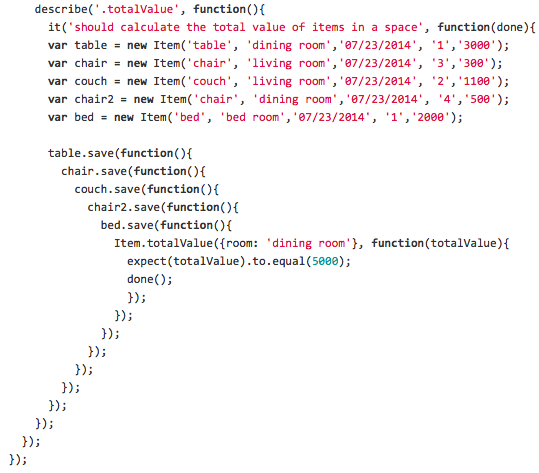 describe('.totalValue', function(){
it('should calculate the total value of items in a space', function(done){
var table = new Item('table', 'dining room','07/23/2014', '1','3000');
var chair = new Item('chair', 'living room','07/23/2014', '3','300');
var couch = new Item('couch', 'living room','07/23/2014', '2','1100');
var chair2 = new Item('chair', 'dining room','07/23/2014', '4','500');
var bed = new Item('bed', 'bed room','07/23/2014', '1','2000');
table.save(function(){
chair.save(function(){
couch.save(function(){
chair2.save(function(){
bed.save(function(){
Item.totalValue({room: 'dining room'}, function(totalValue){
expect(totalValue).to.equal(5000);
done();
});
});
});
});
});
});
});
});
});
});